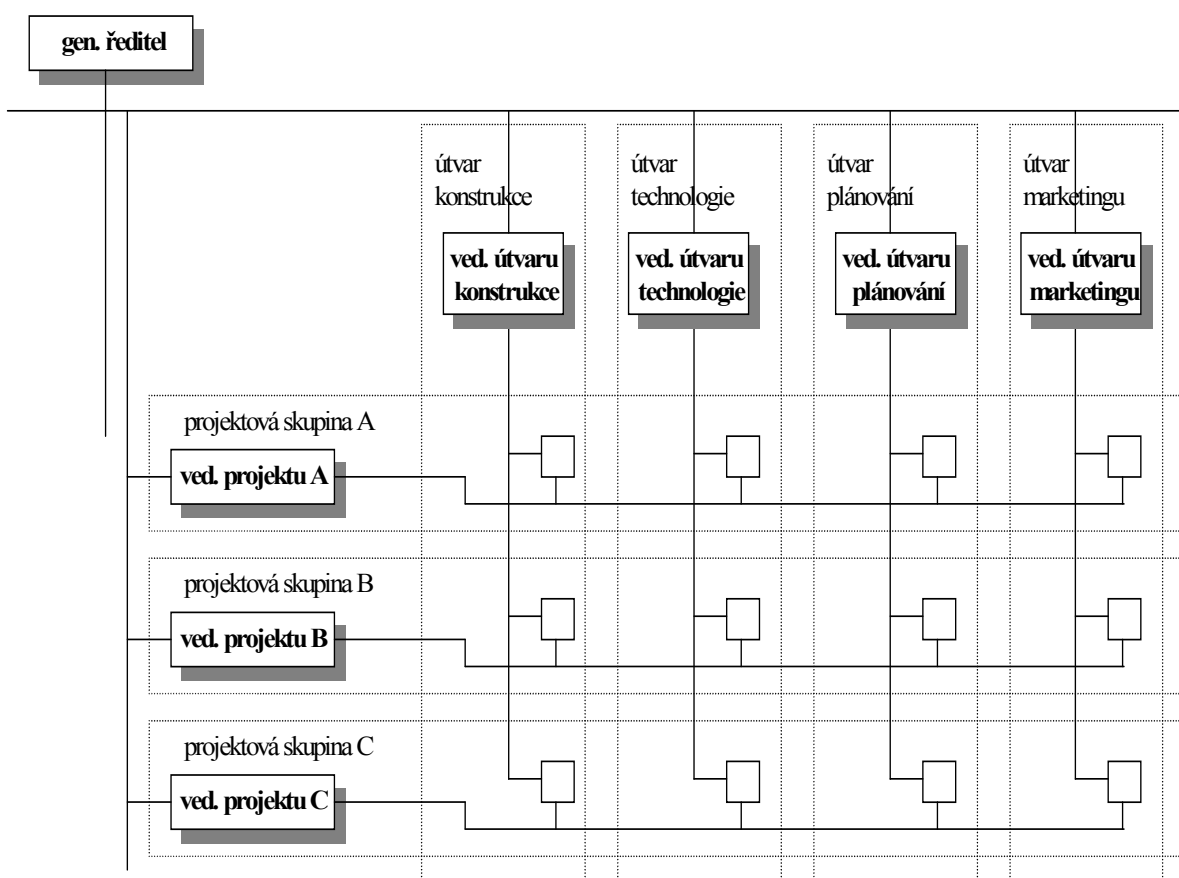 gen. ředitel
útvar
konstrukce
útvar
technologie
útvar
plánování
útvar
marketingu
ved. útvaru
konstrukce
ved. útvaru
technologie
ved. útvaru
plánování
ved. útvaru
marketingu
projektová skupina A
ved. projektu A
projektová skupina B
ved. projektu B
projektová skupina C
ved. projektu C